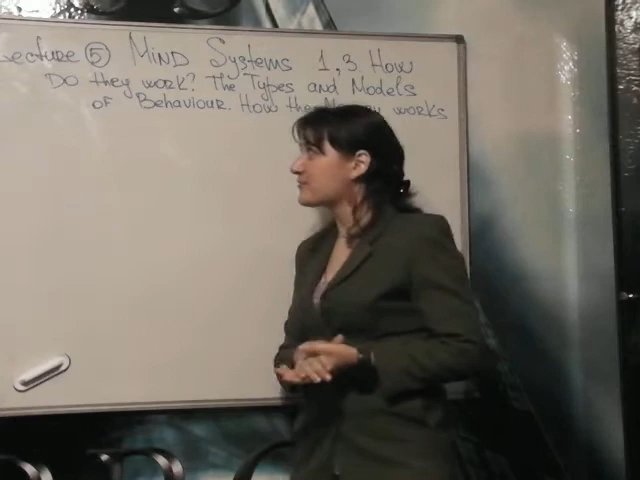 Lecture ⑤ Mind Systems 1,3 How
Do they work? The Types and Models
of Behaviour. How the works